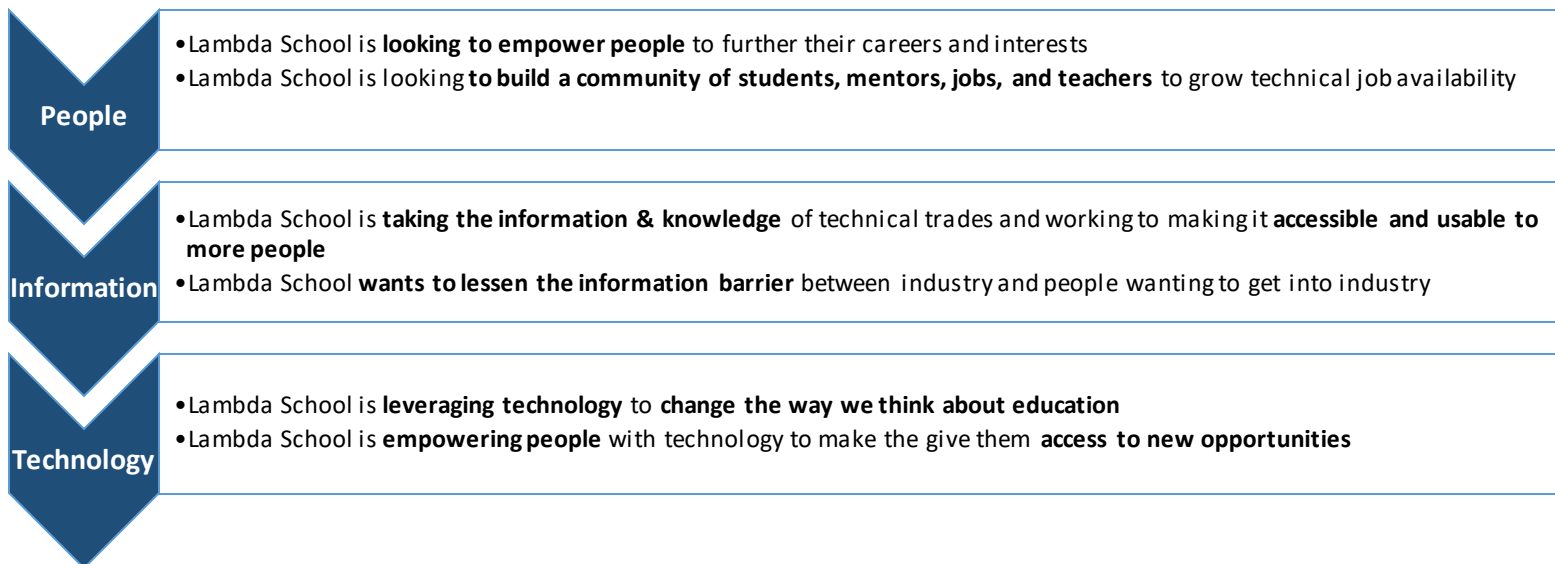 People
•Lambda School is looking to empower people to further their careers and interests
•Lambda School is looking to build a community of students, mentors, jobs, and teachers to grow technical job availability
Information
•Lambda School is taking the information & knowledge of technical trades and working to making it accessible and usable to
more people
•Lambda School wants to lessen the information barrier between industry and people wanting to get into industry
Technology
•Lambda School is leveraging technology to change the way we think about education
•Lambda School is empowering people with technology to make the give them access to new opportunities